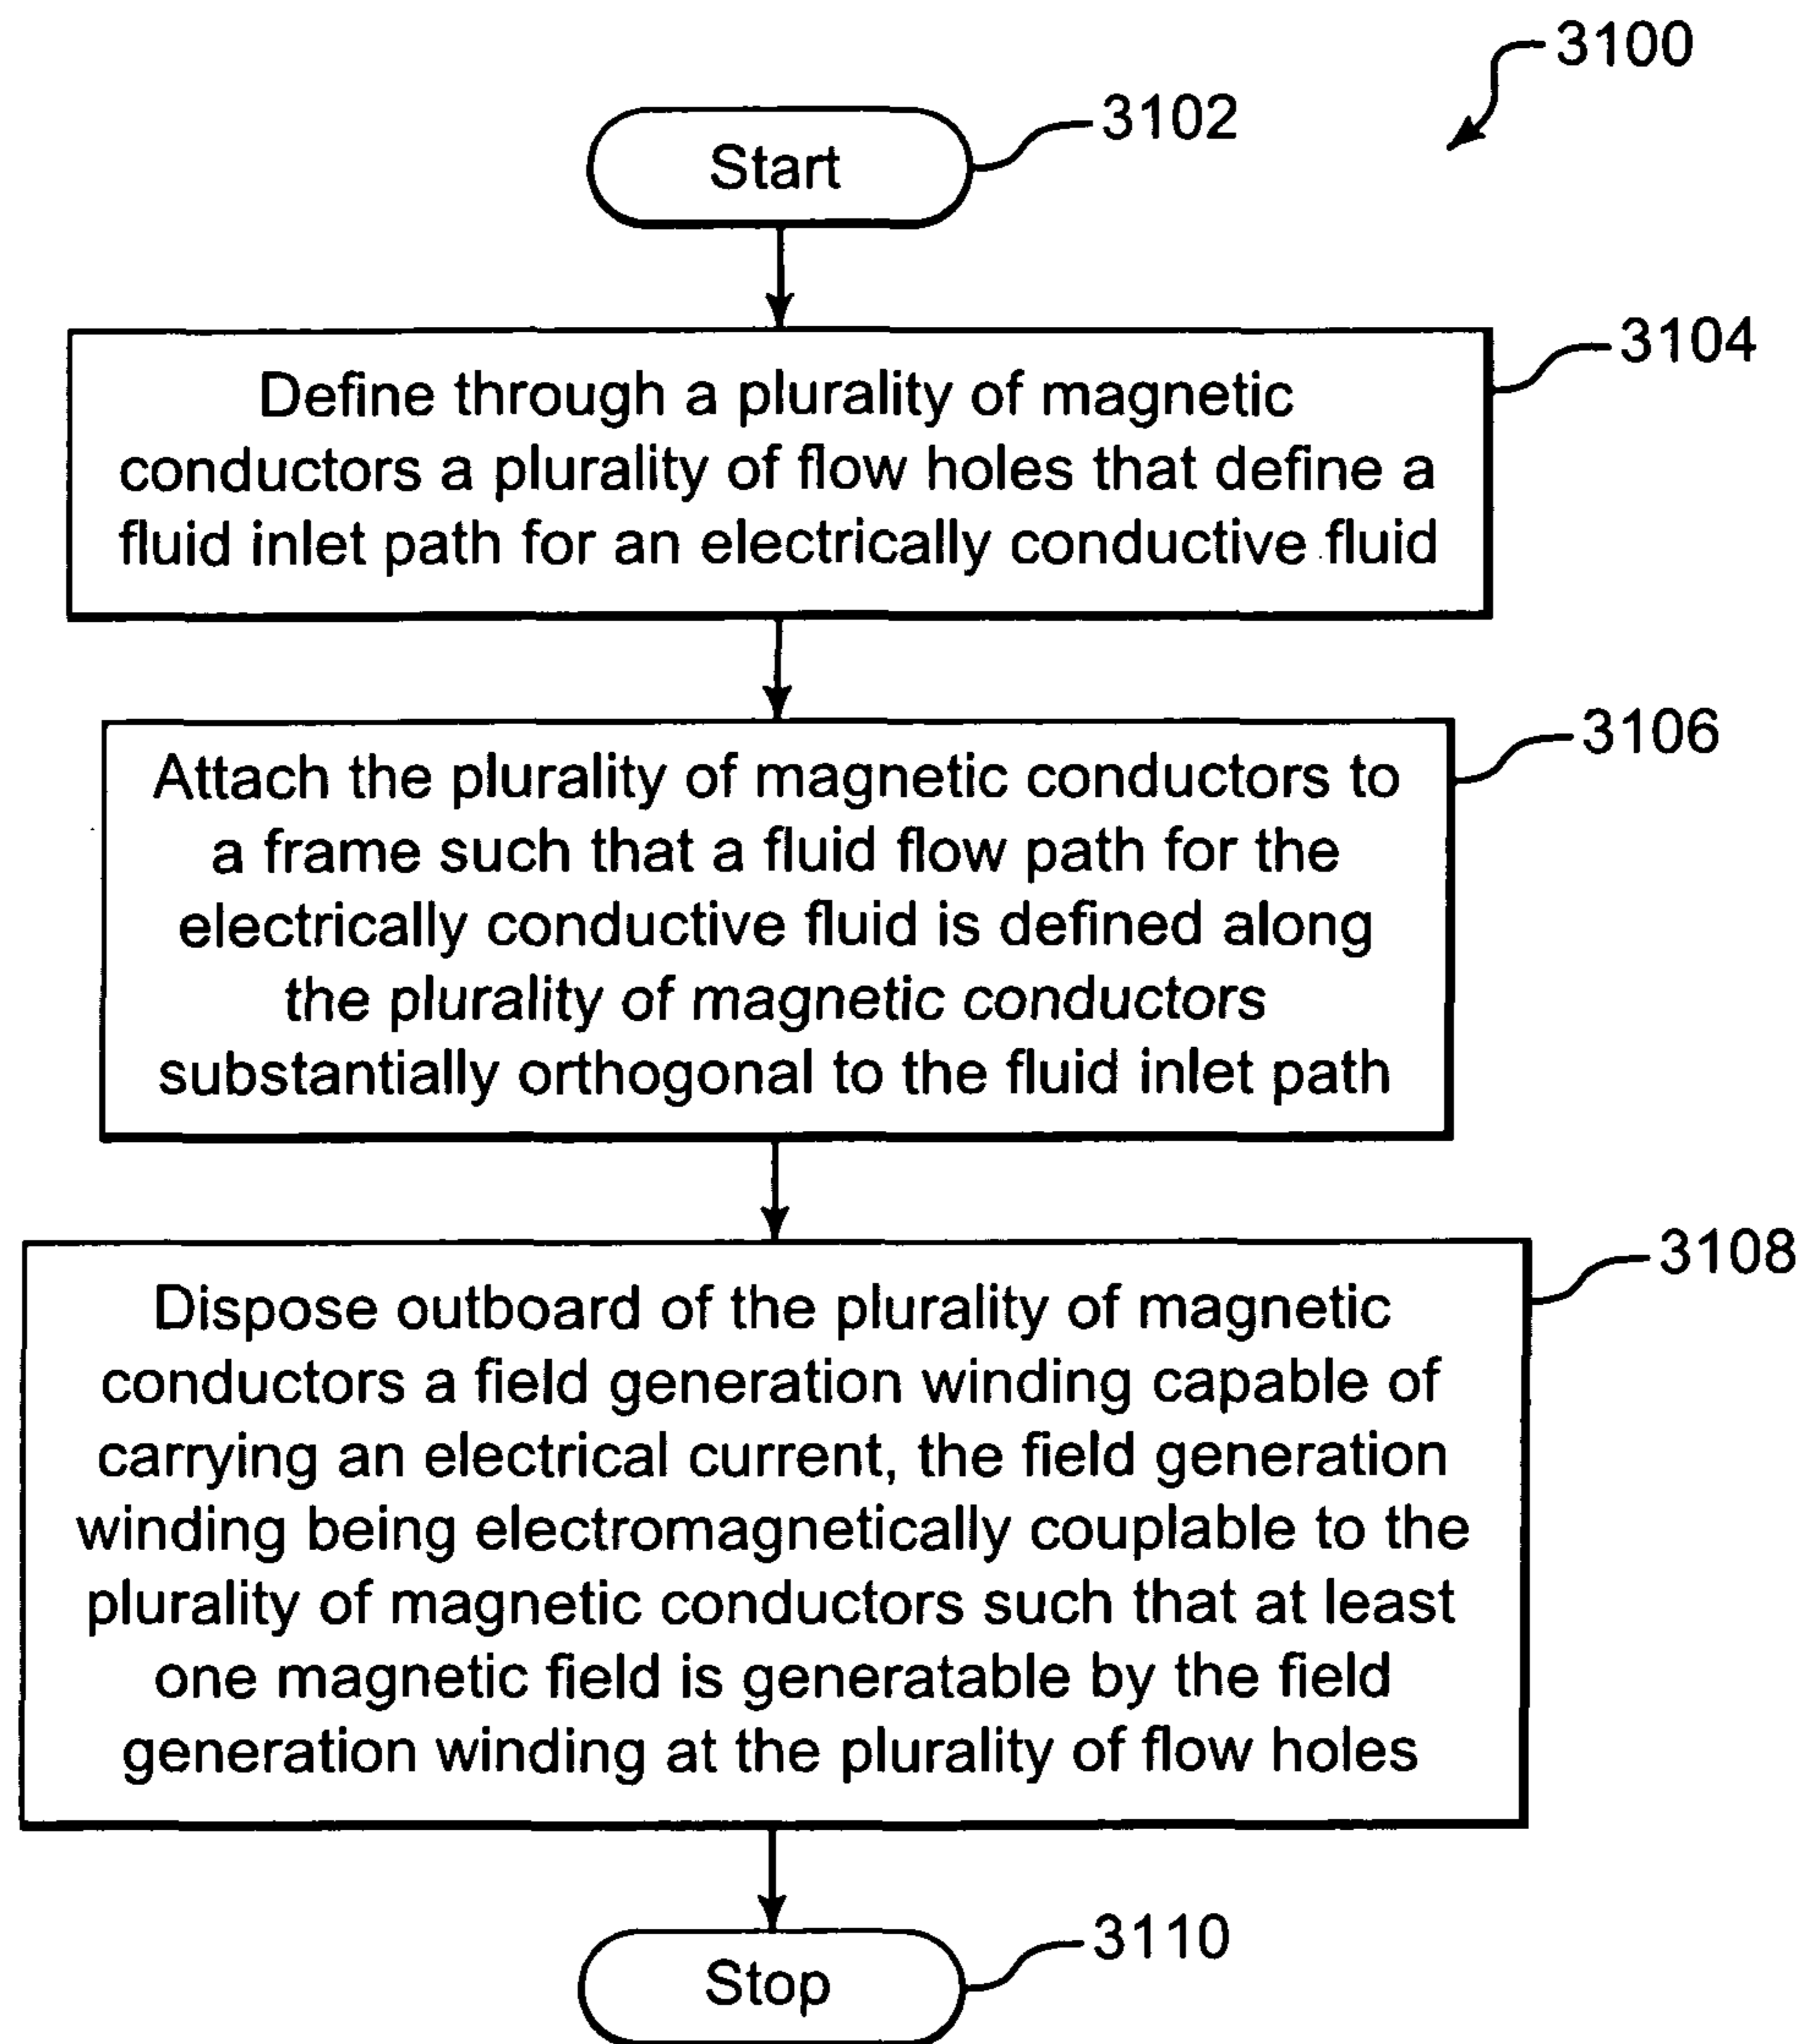 3100
Start
3102
Define through a plurality of magnetic
conductors a plurality of flow holes that define a
fluid inlet path for an electrically conductive fluid
3104
Attach the plurality of magnetic conductors to
a frame such that a fluid flow path for the
electrically conductive fluid is defined along
the plurality of magnetic conductors
substantially orthogonal to the fluid inlet path
3106
Dispose outboard of the plurality of magnetic
conductors a field generation winding capable of
carrying an electrical current, the field generation
winding being electromagnetically couplable to the
plurality of magnetic conductors such that at least
one magnetic field is generatable by the field
generation winding at the plurality of flow holes
3108
Stop
3110